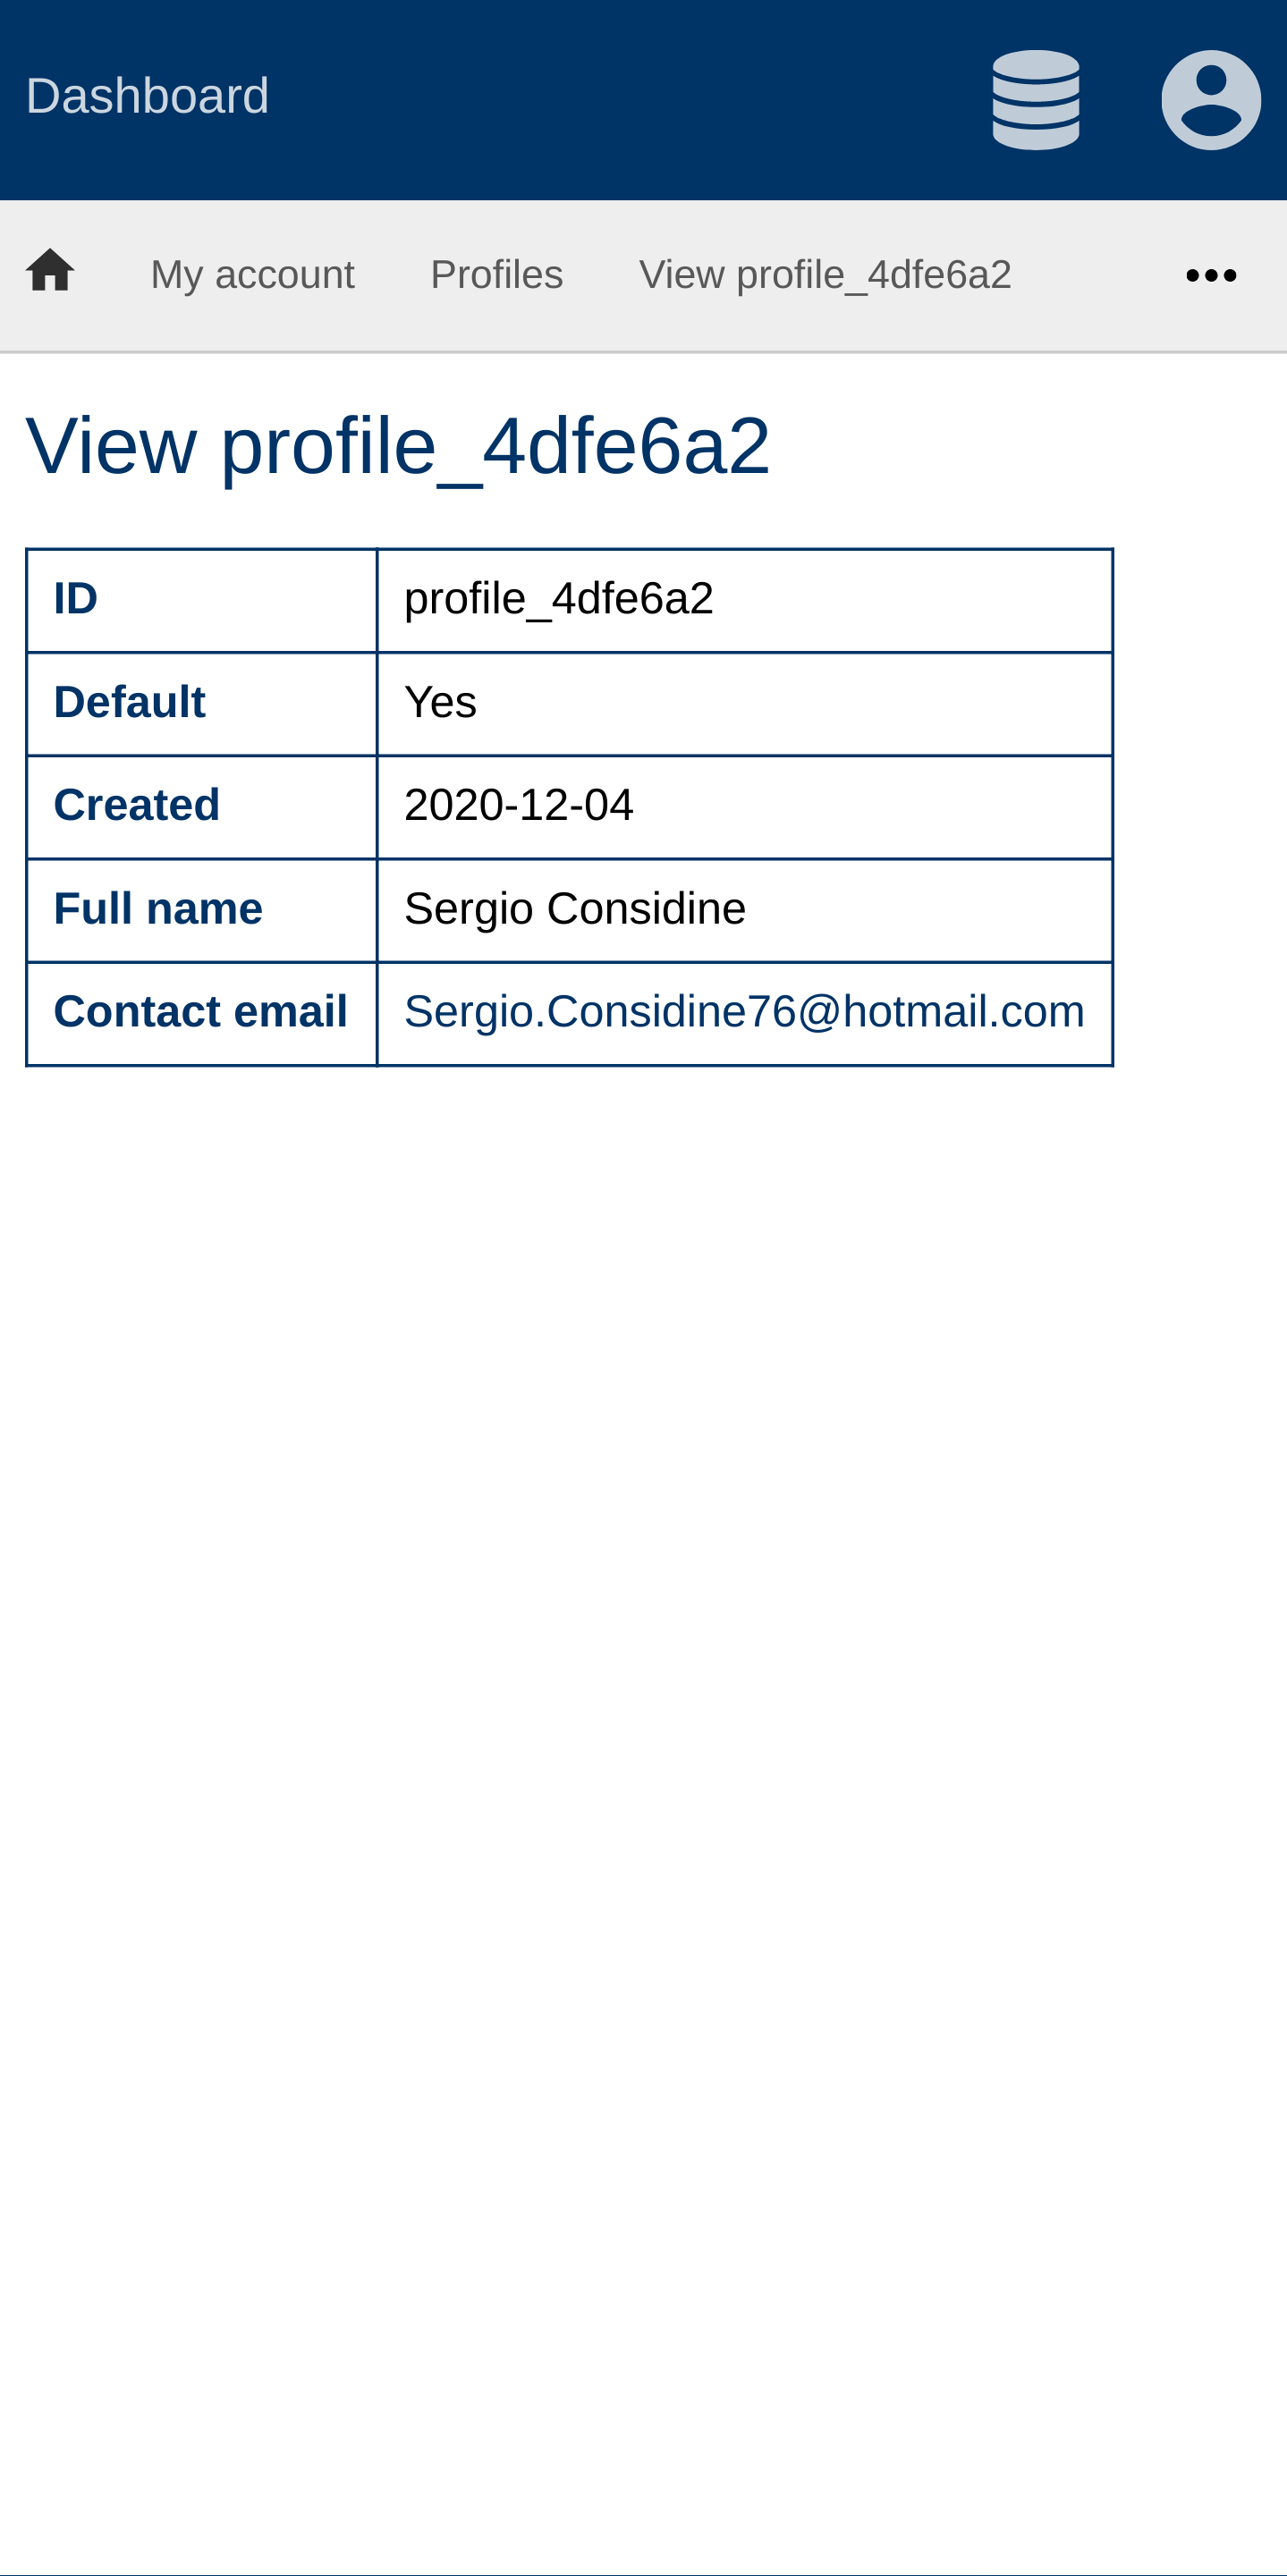 Dashboard
My account Profiles View profile_4dfe6a2
View profile_4dfe6a2
ID profile_4dfe6a2
Default Yes
Created 2020-12-04
Full name Sergio Considine
Contact email Sergio.Considine76@hotmail.com